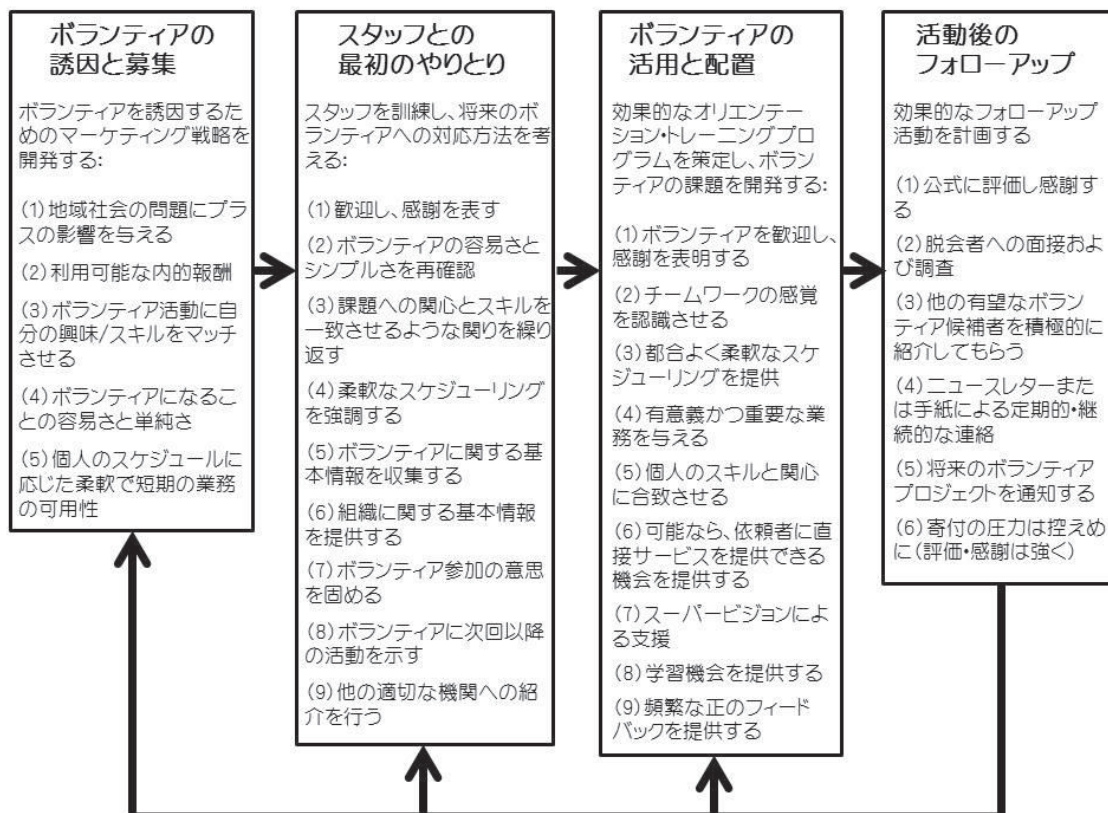 ボランティアの
誘因と募集
ボランティアを誘因するた
めのマーケティング戦略を
開発する:
(1)地域社会の問題にプラ
スの影響を与える
(2)利用可能な内的報酬
(3)ボランティア活動に自
分の興味/スキルをマッチ
させる
(4)ボランティアになるこ
との容易さと単純さ
(5)個人のスケジュールに
応じた柔軟で短期の業務
の可用性
スタッフとの
最初のやりとり
スタッフを訓練し、将来のボ
ランティアへの対応方法を考
える:
(1)歓迎し、感謝を表す
(2)ボランティアの容易さと
シンプルさを再確認
(3)課題への関心とスキルを
一致させるような関りを繰り
返す
(4)柔軟なスケジューリング
を強調する
(5)ボランティアに関する基
本情報を収集する
(6)組織に関する基本情報
を提供する
(7)ボランティア参加の意思
を固める
(8)ボランティアに次回以降
の活動を示す
(9)他の適切な機関への紹
介を行う
ボランティアの
活用と配置
効果的なオリエンテー
ション・トレーニングプロ
グラムを策定し、ボラン
ティアの課題を開発する:
(1)ボランティアを歓迎し、
感謝を表明する
(2)チームワークの感覚
を認識させる
(3)都合よく柔軟なスケ
ジューリングを提供
(4)有意義かつ重要な業
務を与える
(5)個人のスキルと関心
に合致させる
(6)可能なら、依頼者に直
接サービスを提供できる
機会を提供する
(7)スーパービジョンによ
る支援
(8)学習機会を提供する
(9)頻繁な正のフィード
バックを提供する
活動後の
フォローアップ
効果的なフォローアップ
活動を計画する
(1)公式に評価し感謝す
る
(2)脱会者への面接およ
び調査
(3)他の有望なボラン
ティア候補者を積極的に
紹介してもらう
(4)ニュースレターまた
は手紙による定期的・継
続的な連絡
(5)将来のボランティア
プロジェクトを通知する
(6)寄付の圧力は控えめ
に(評価・感謝は強く)